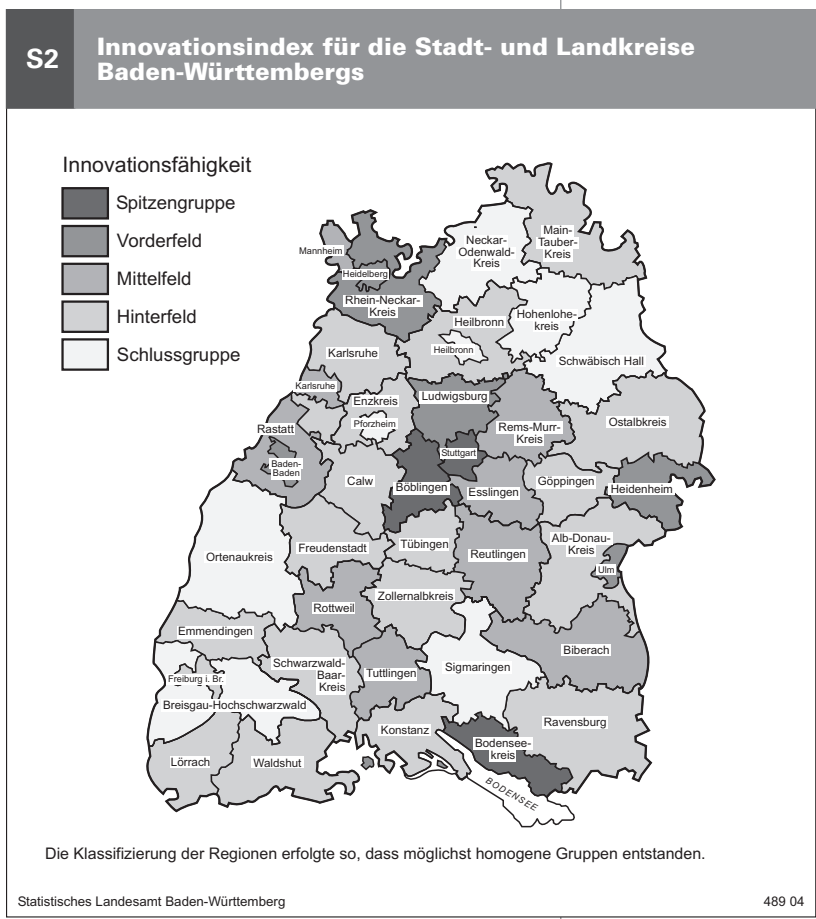 S2
Innovationsindex für die Stadt- und Landkreise
Baden-Württembergs
Innovationsfähigkeit
Spitzengruppe
Vorderfeld
Mittelfeld
Hinterfeld
Schlussgruppe
Main-
Tauber-
Kreis
Neckar-
Odenwald-
Kreis
Mannheim
Heidelberg
Rhein-Neckar-
Kreis
Hohenlohe-
kreis
Heilbronn
Heilbronn
Karlsruhe
Schwäbisch Hall
Karlsruhe
Enzkreis
Ludwigsburg
Pforzheim
Rastatt
Rems-Murr-
Kreis
Ostalbkreis
Stuttgart
Baden-
Baden
Calw
Böblingen
Esslingen
Göppingen
Heidenheim
Ortenaukreis
Freudenstadt
Tübingen
Reutlingen
Alb-Donau-
Kreis
Ulm
Zollernalbkreis
Rottweil
Emmendingen
Biberach
Schwarzwald-
Baar-
Kreis
Tuttlingen
Sigmaringen
Freiburg i. Br.
Breisgau-Hochschwarzwald
Konstanz
Ravensburg
Bodensee-
kreis
Lörrach
Waldshut
BODENSEE
Die Klassifizierung der Regionen erfolgte so, dass möglichst homogene Gruppen entstanden.
Statistisches Landesamt Baden-Württemberg
489 04